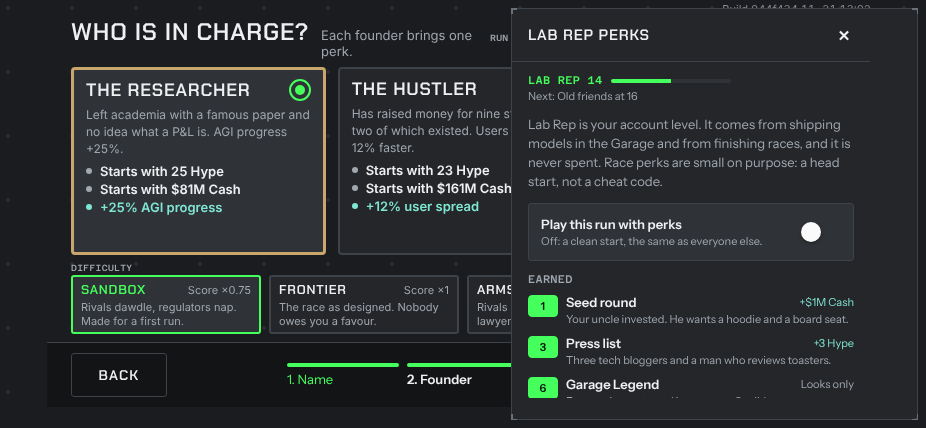 WHO IS IN CHARGE?
Each founder brings one
perk.
RUN
THE RESEARCHER
Left academia with a famous paper and
no idea what a P&L is. AGI progress
+25%.
Starts with 25 Hype
Starts with $81M Cash
+25% AGI progress
THE HUSTLER
Has raised money for nine
two of which existed. Users
12% faster.
Starts with 23 Hype
Starts with $161M Cash
+12% user spread
DIFFICULTY
SANDBOX
Score ×0.75
Rivals dawdle, regulators nap.
Made for a first run.
FRONTIER
Score ×1
The race as designed. Nobody
owes you a favour.
ARMS
Rivals
lawyer
BACK
1. Name
2. Founder
LAB REP PERKS
LAB REP 14
Next: Old friends at 16
Lab Rep is your account level. It comes from shipping
models in the Garage and from finishing races, and it is
never spent. Race perks are small on purpose: a head
start, not a cheat code.
Play this run with perks
Off: a clean start, the same as everyone else.
EARNED
1
Seed round
+$1M Cash
Your uncle invested. He wants a hoodie and a board seat.
3
Press list
+3 Hype
Three tech bloggers and a man who reviews toasters.
6
Garage Legend
Looks only